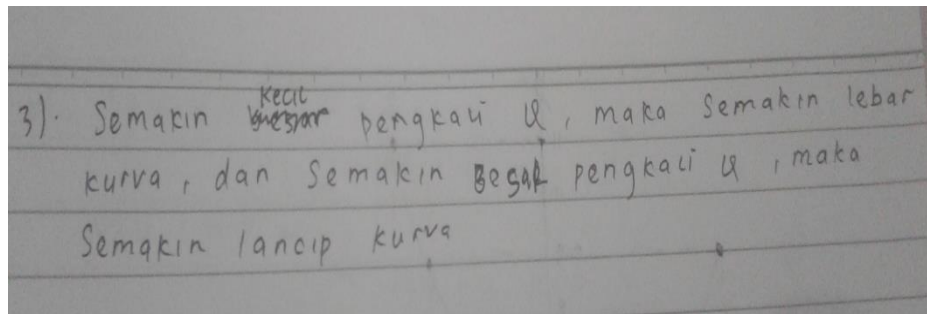 3). Semakin kecil pengkali U, maka semakin lebar
kurva, dan semakin Besar pengkali U, maka
Semakin lancip kurva